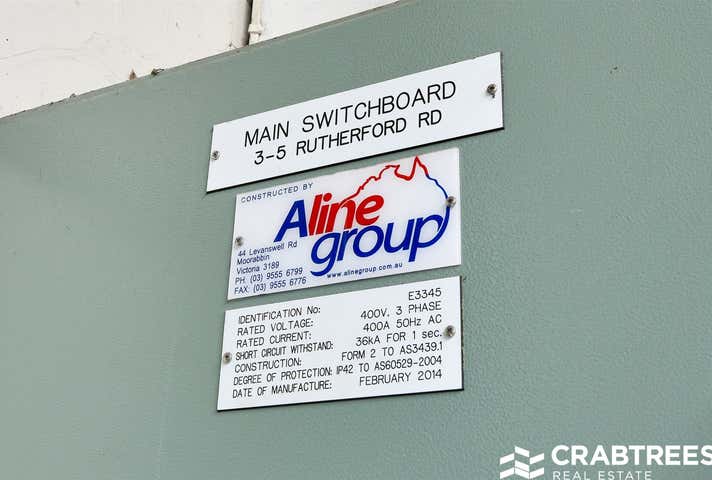 MAIN SWITCHBOARD
3-5 RUTHERFORD RD
CONSTRUCTED BY
Aline
group
44 Levanswell Rd
Moorabbin
Victoria 3189
PH: (03) 9555 6799
FAX: (03) 9555 6776
www.alinegroup.com.au
IDENTIFICATION No: E3345
RATED VOLTAGE: 400V, 3 PHASE
RATED CURRENT: 400A 50Hz AC
SHORT CIRCUIT WITHSTAND: 36kA FOR 1 sec.
CONSTRUCTION: FORM 2 TO AS3439.1
DEGREE OF PROTECTION: IP42 TO AS60529-2004
DATE OF MANUFACTURE: FEBRUARY 2014
CRABTREES
REAL ESTATE